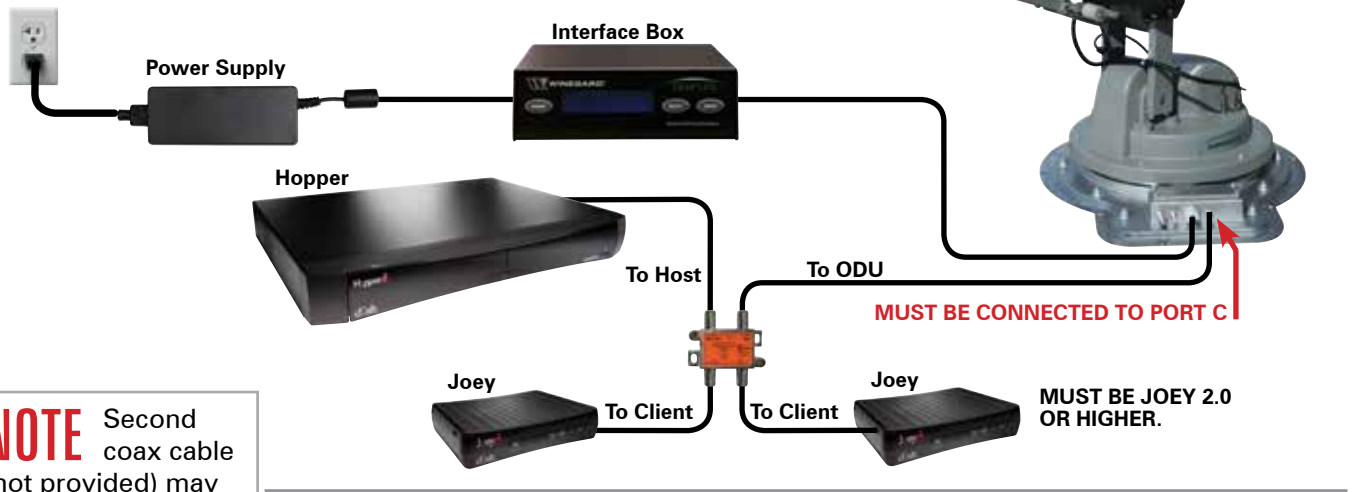 Interface Box
Power Supply
WINEGARD
Hopper
To Host
To ODU
MUST BE CONNECTED TO PORT C
Joey
Joey
To Client
To Client
MUST BE JOEY 2.0
OR HIGHER.
NOTE Second
coax cable
not provided) may